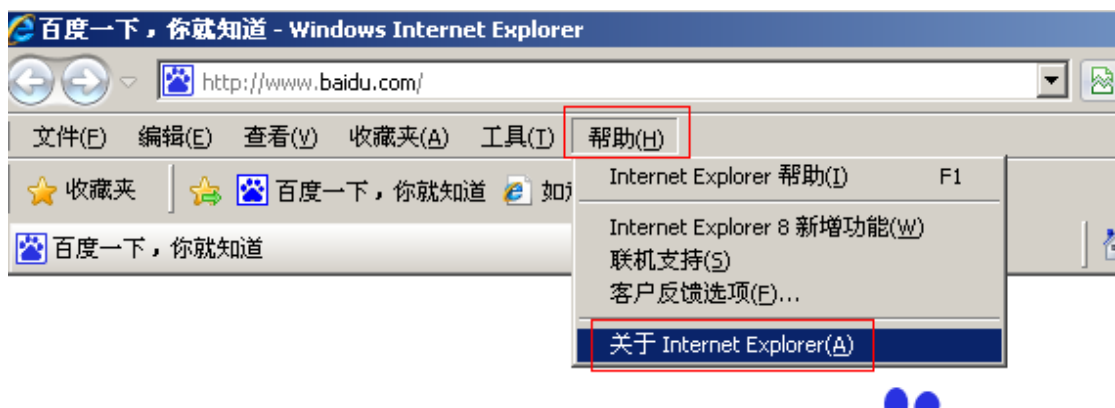 百度一下，你就知道 - Windows Internet Explorer
http://www.baidu.com/
文件(F) 编辑(E) 查看(V) 收藏夹(A) 工具(T) 帮助(H)
收藏夹 百度一下，你就知道
百度一下，你就知道
Internet Explorer 帮助(I) F1
Internet Explorer 8 新增功能(W)
联机支持(S)
客户反馈选项(F)...
关于 Internet Explorer(A)